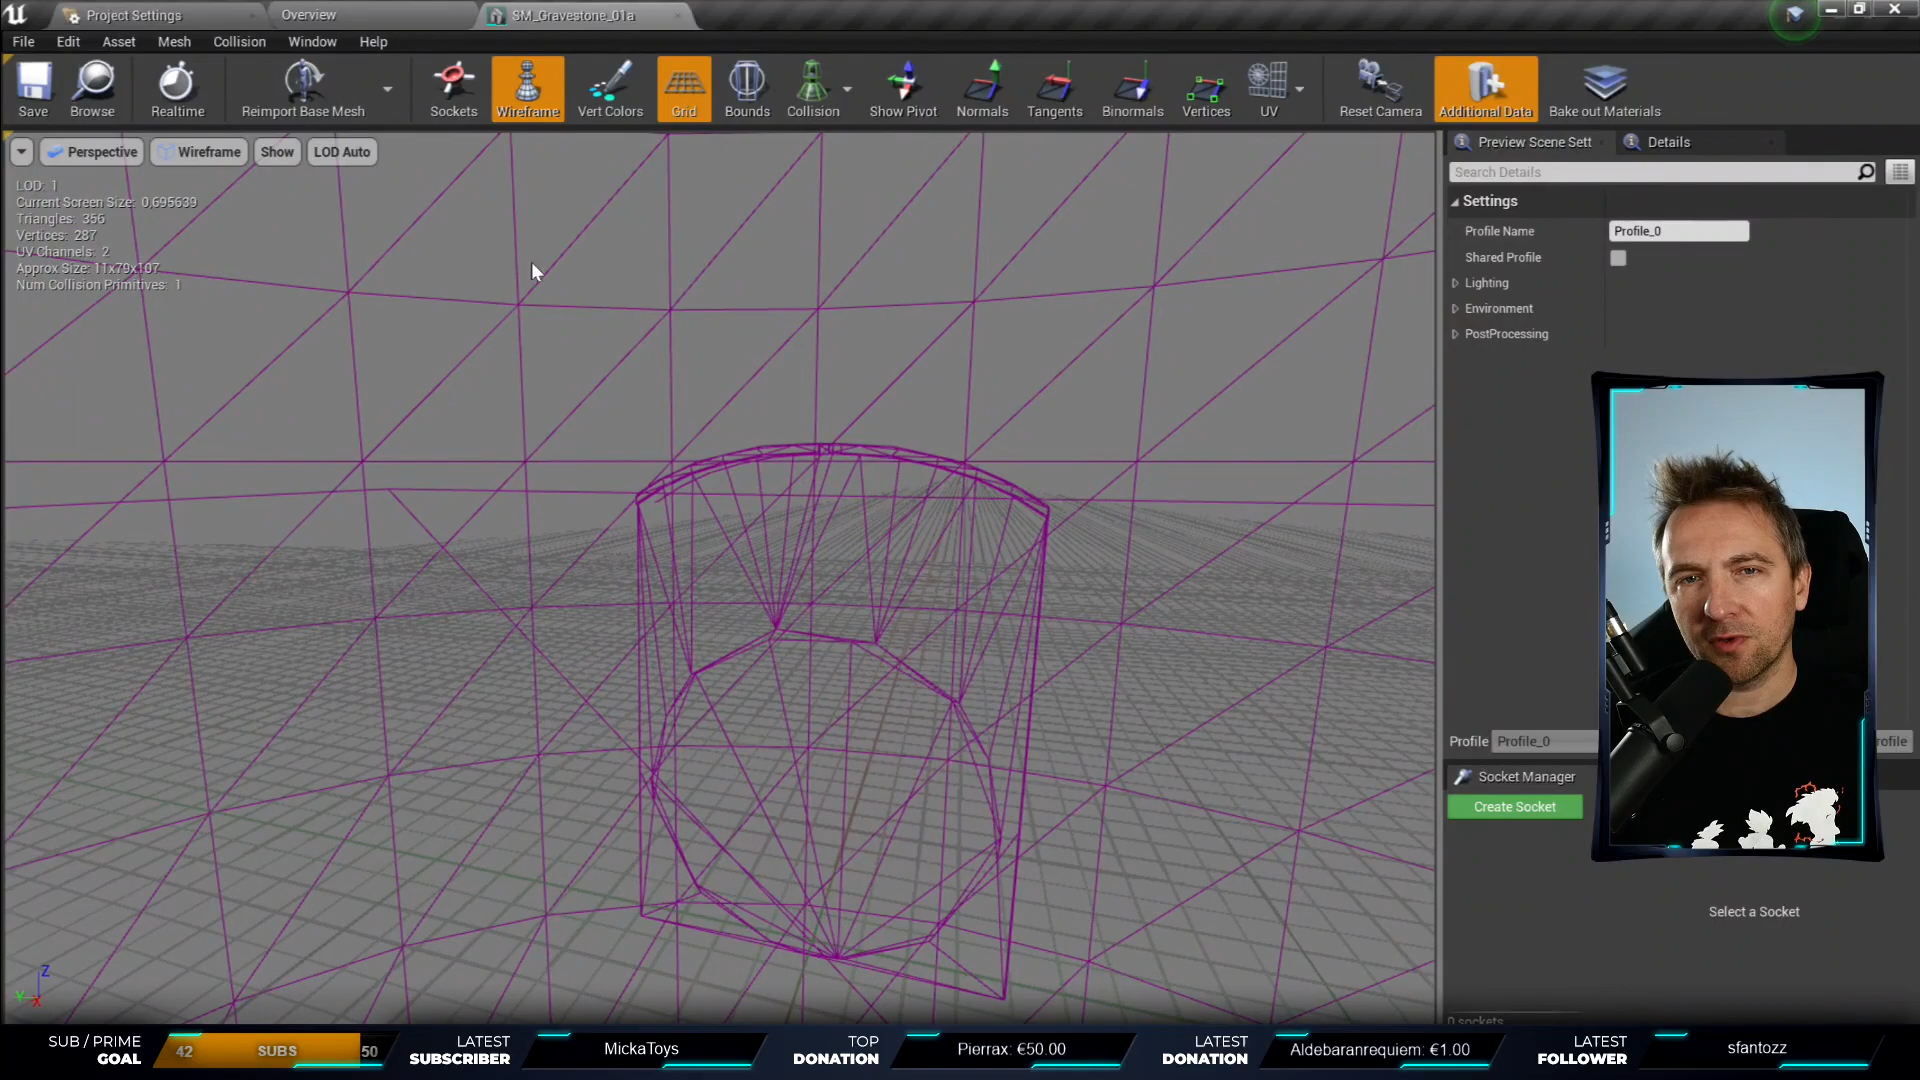 Project Settings
Overview
SM_Gravestone_01a
File Edit Asset Mesh Collision Window Help
Save
Browse
Realtime
Reimport Base Mesh
Sockets
Wireframe
Vert Colors
Grid
Bounds
Collision
Show Pivot
Normals
Tangents
Binormals
Vertices
UV
Reset Camera
Additional Data
Bake out Materials
Perspective
Wireframe
Show
LOD Auto
LOD: 1
Current Screen Size: 0,695639
Triangles: 356
Vertices: 287
UV Channels: 2
Approx Size: 11x79x107
Num Collision Primitives: 1
Z
Y
X
Preview Scene Sett
Details
Search Details
Settings
Profile Name
Profile_0
Shared Profile
Lighting
Environment
PostProcessing
Profile
Profile_0
rofile
Socket Manager
Create Socket
Select a Socket
0 sockets
SUB / PRIME
GOAL
42
SUBS
50
LATEST
SUBSCRIBER
MickaToys
TOP
DONATION
Pierrax: €50.00
LATEST
DONATION
Aldebaranrequiem: €1.00
LATEST
FOLLOWER
sfantozz